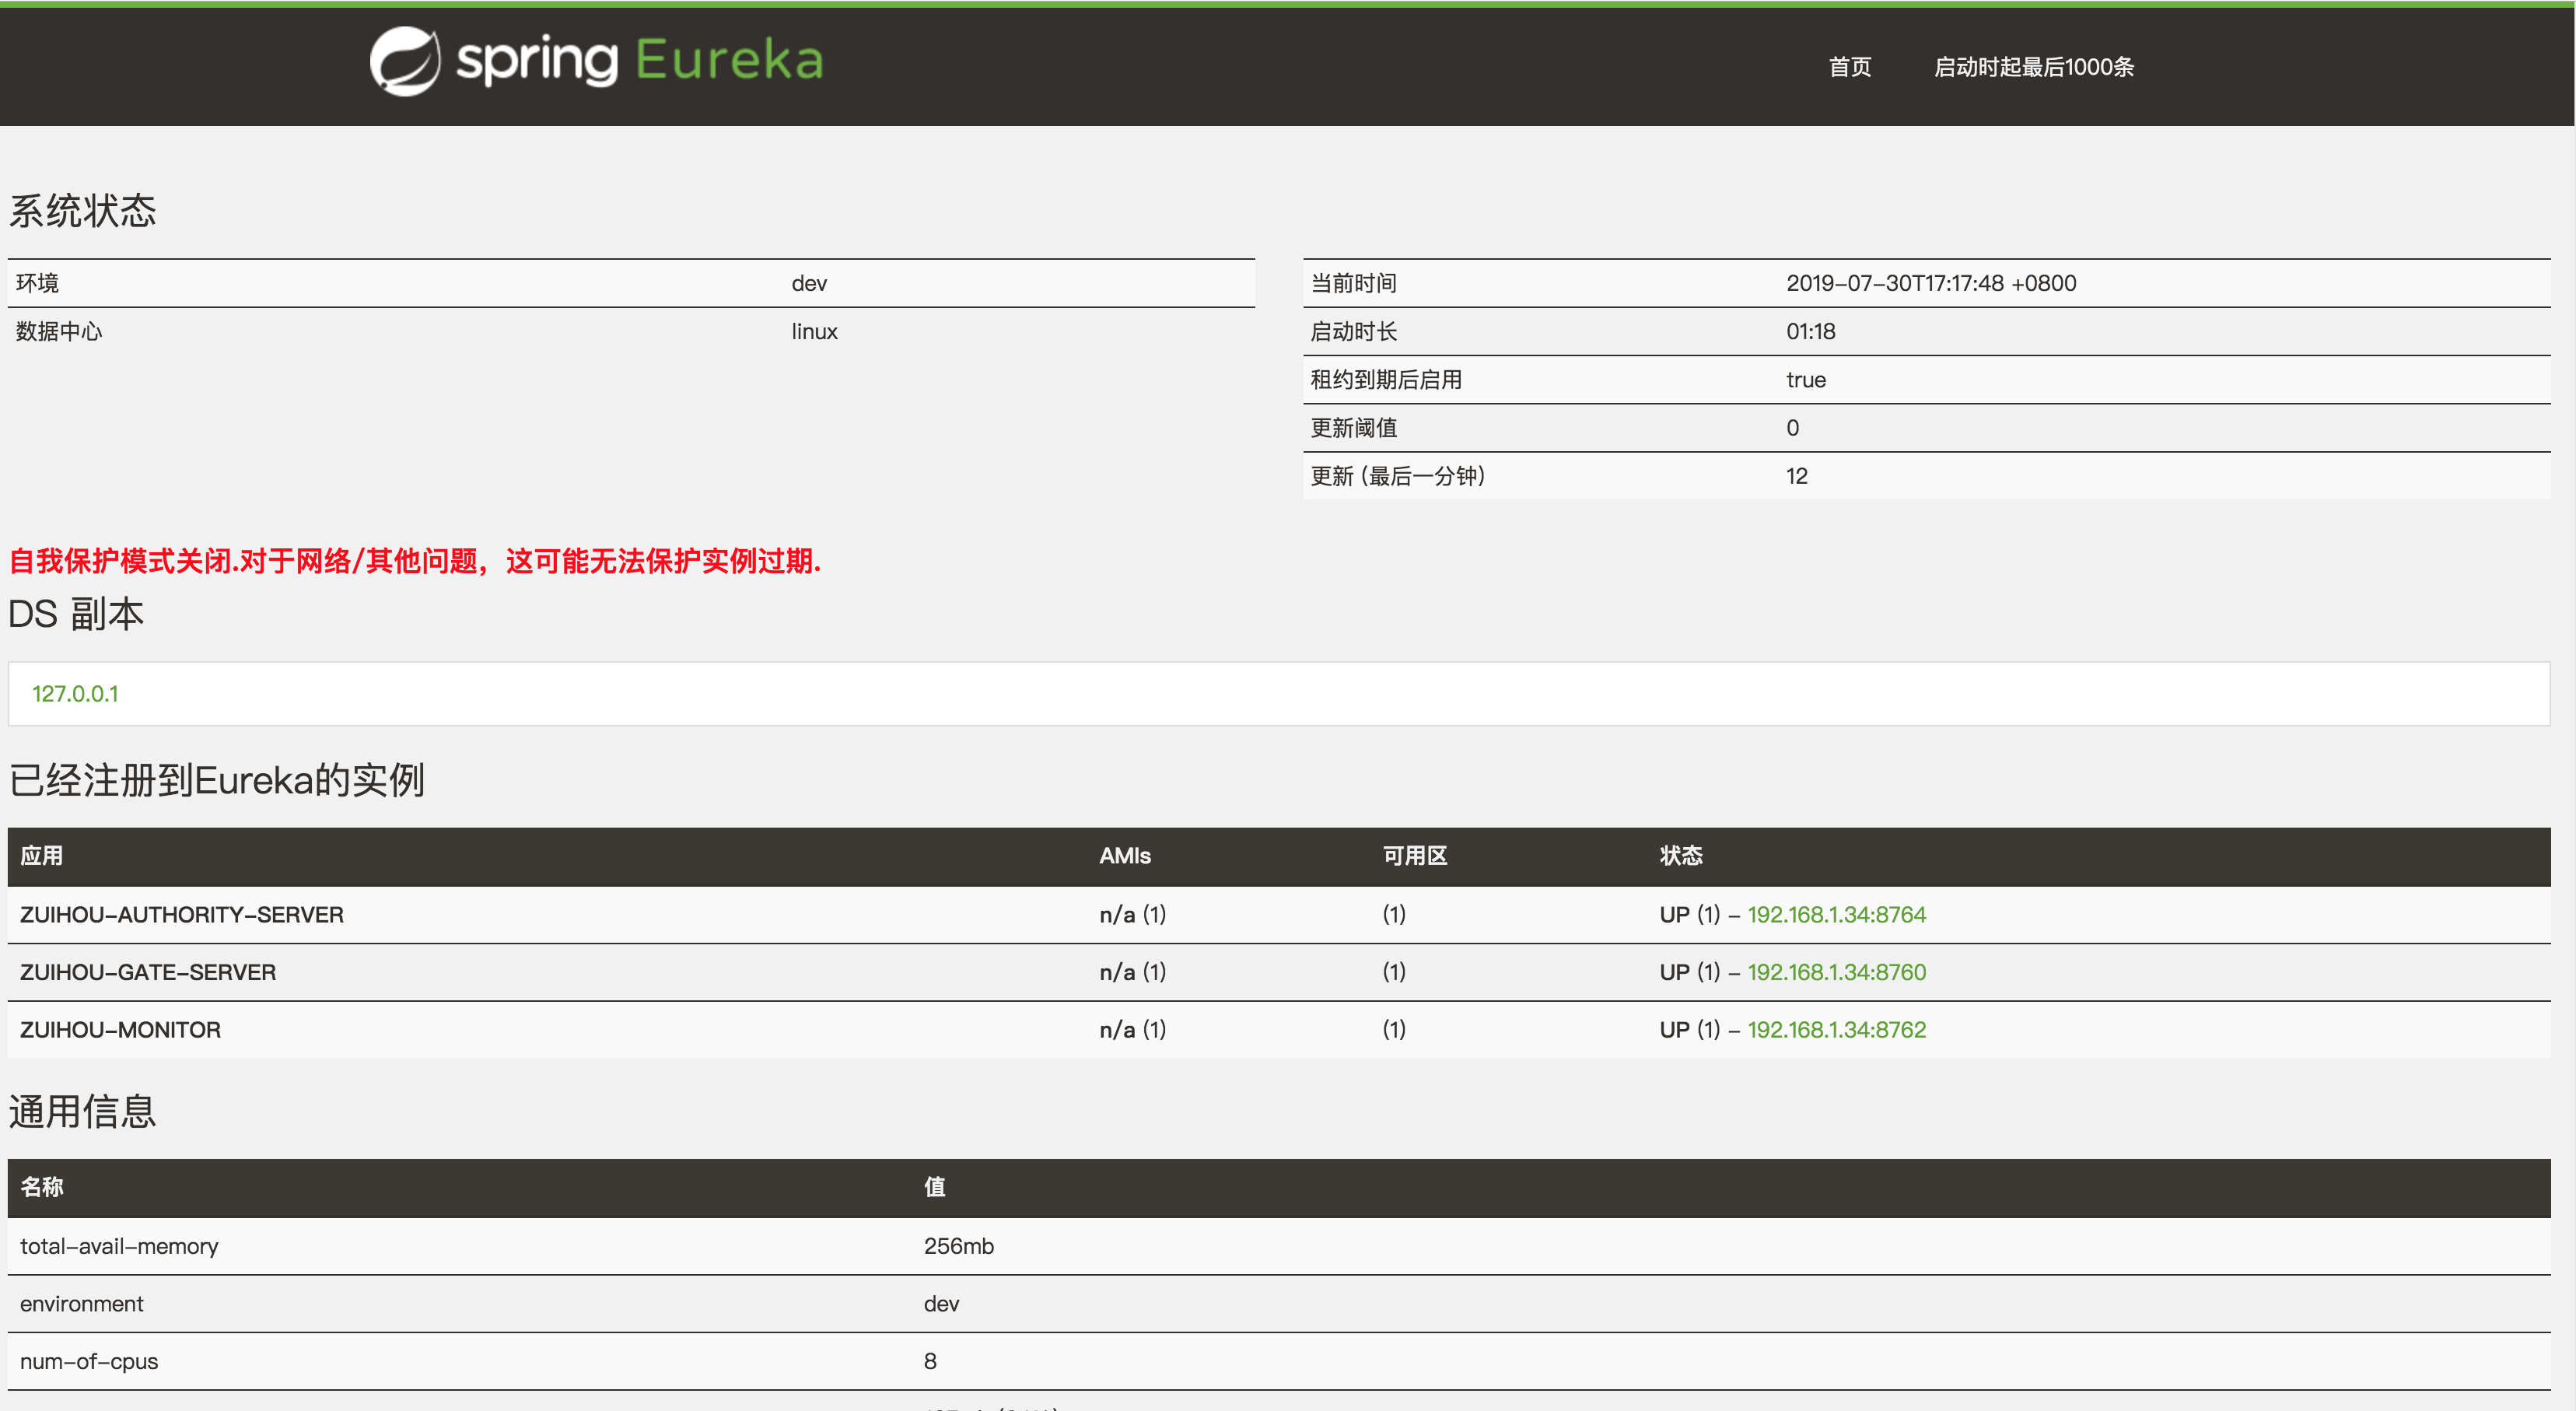 spring Eureka
首页 启动时起最后1000条
系统状态
环境 dev
数据中心 linux
当前时间 2019-07-30T17:17:48 +0800
启动时长 01:18
租约到期后启用 true
更新阈值 0
更新 (最后一分钟) 12
自我保护模式关闭.对于网络/其他问题，这可能无法保护实例过期.
DS 副本
127.0.0.1
已经注册到Eureka的实例
应用 AMIs 可用区 状态
ZUIHOU-AUTHORITY-SERVER n/a (1) (1) UP (1) - 192.168.1.34:8764
ZUIHOU-GATE-SERVER n/a (1) (1) UP (1) - 192.168.1.34:8760
ZUIHOU-MONITOR n/a (1) (1) UP (1) - 192.168.1.34:8762
通用信息
名称 值
total-avail-memory 256mb
environment dev
num-of-cpus 8